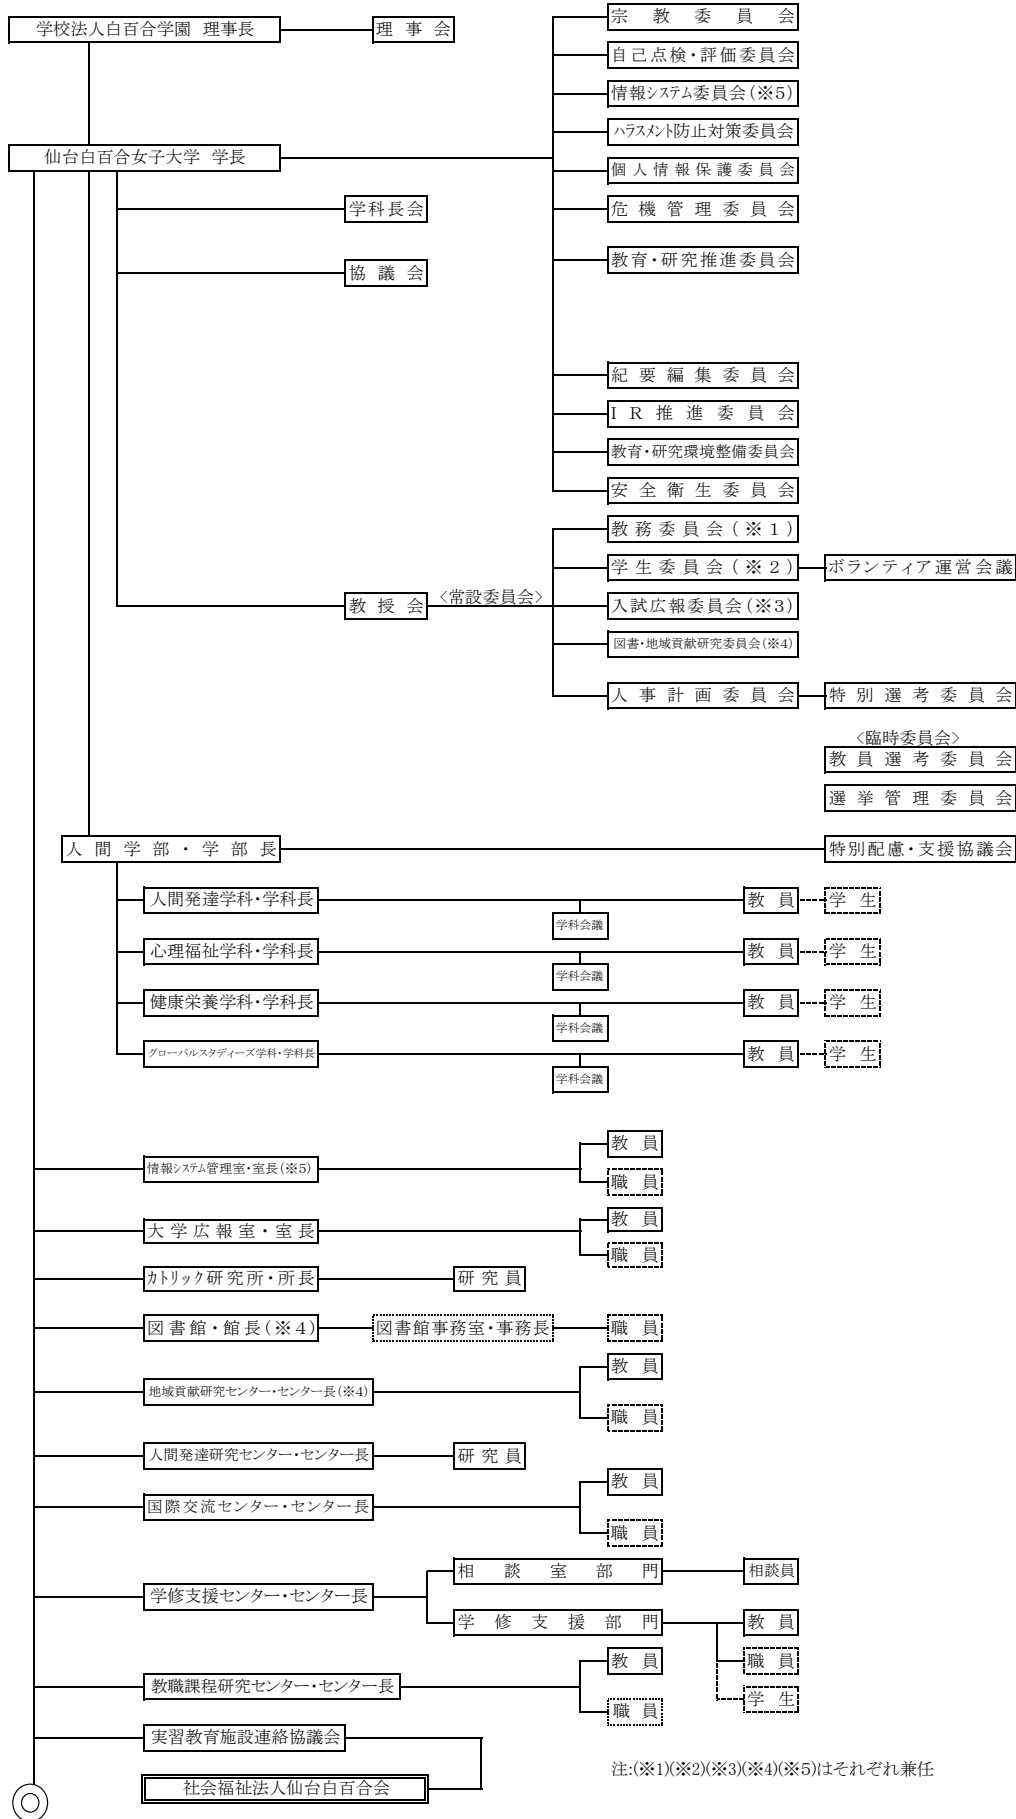 学校法人白百合学園 理事長
理事会
宗教委員会
自己点検・評価委員会
情報システム委員会(※5)
ハラスメント防止対策委員会
仙台白百合女子大学 学長
個人情報保護委員会
学科長会
危機管理委員会
協議会
教育・研究推進委員会
紀要編集委員会
IR推進委員会
教育・研究環境整備委員会
安全衛生委員会
教務委員会(※1)
学生委員会(※2)
ボランティア運営会議
教授会
<常設委員会>
入試広報委員会(※3)
図書・地域貢献研究委員会(※4)
人事計画委員会
特別選考委員会
<臨時委員会>
教員選考委員会
選挙管理委員会
人間学部・学部長
特別配慮・支援協議会
人間発達学科・学科長
教員
学生
学科会議
心理福祉学科・学科長
教員
学生
学科会議
健康栄養学科・学科長
教員
学生
学科会議
グローバルスタディーズ学科・学科長
教員
学生
学科会議
情報システム管理室・室長(※5)
教員
職員
大学広報室・室長
教員
職員
カトリック研究所・所長
研究員
図書館・館長(※4)
図書館事務室・事務長
職員
地域貢献研究センター・センター長(※4)
教員
職員
人間発達研究センター・センター長
研究員
国際交流センター・センター長
教員
職員
学修支援センター・センター長
相談室部門
相談員
学修支援部門
教員
職員
学生
教職課程研究センター・センター長
教員
職員
実習教育施設連絡協議会
社会福祉法人仙台白百合会
注:(※1)(※2)(※3)(※4)(※5)はそれぞれ兼任